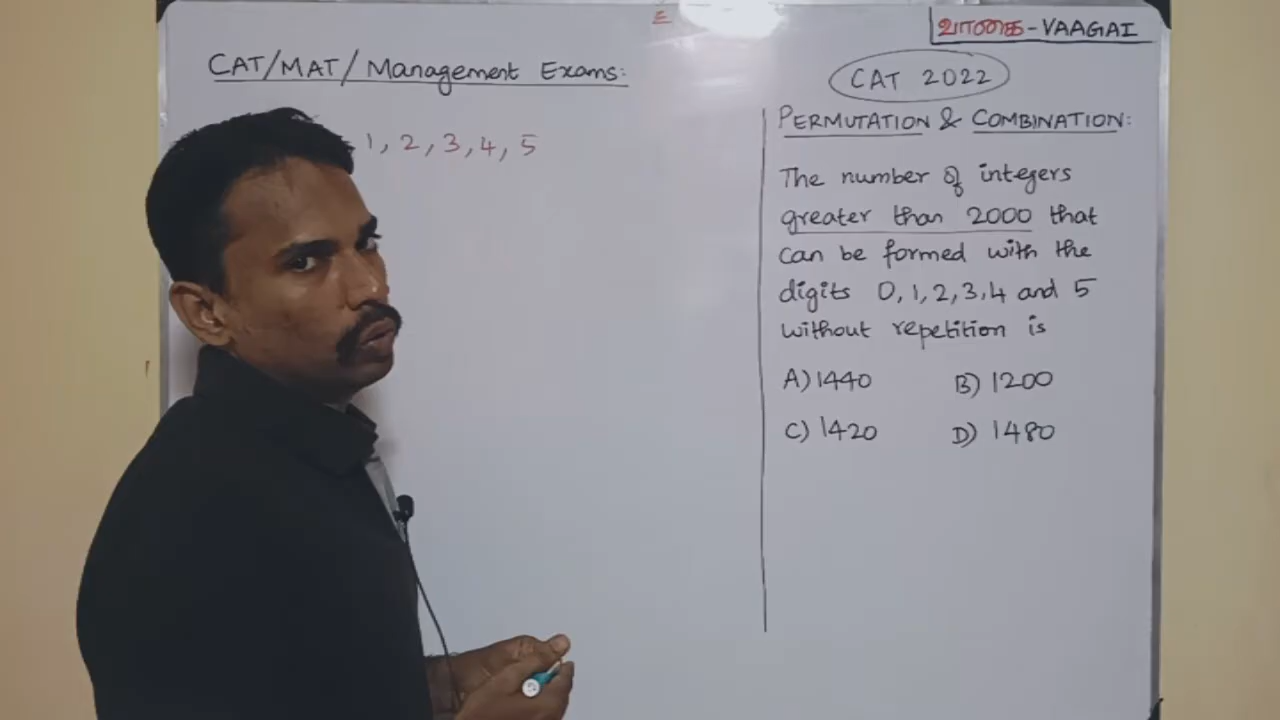 வாகை - VAAGAI
CAT/MAT/Management Exams:
1, 2, 3, 4, 5
CAT 2022
PERMUTATION & COMBINATION:
The number of integers
greater than 2000 that
can be formed with the
digits 0, 1, 2, 3, 4 and 5
without repetition is
A) 1440 B) 1200
C) 1420 D) 1480